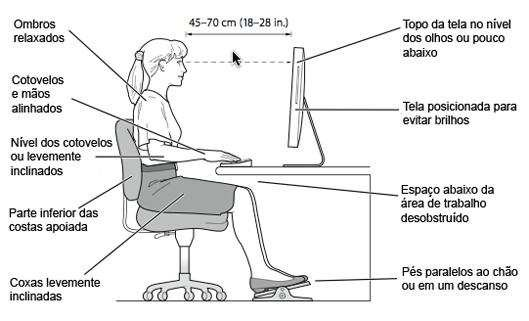 45–70 cm (18–28 in.)
Ombros
relaxados
Cotovelos
e mãos
alinhados
Nível dos cotovelos
ou levemente
inclinados
Parte inferior das
costas apoiada
Coxas levemente
inclinadas
Topo da tela no nível
dos olhos ou pouco
abaixo
Tela posicionada para
evitar brilhos
Espaço abaixo da
área de trabalho
desobstruído
Pés paralelos ao chão
ou em um descanso